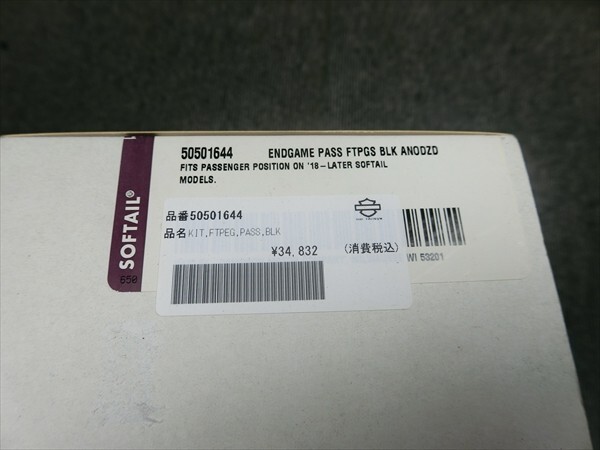 50501644 ENDGAME PASS FTPGS BLK ANODZD
FITS PASSENGER POSITION ON '18-LATER SOFTAIL
MODELS.
SOFTAIL®
650
品番50501644
品名KIT,FTPEG,PASS,BLK
¥34,832 (消費税込)
WI 53201